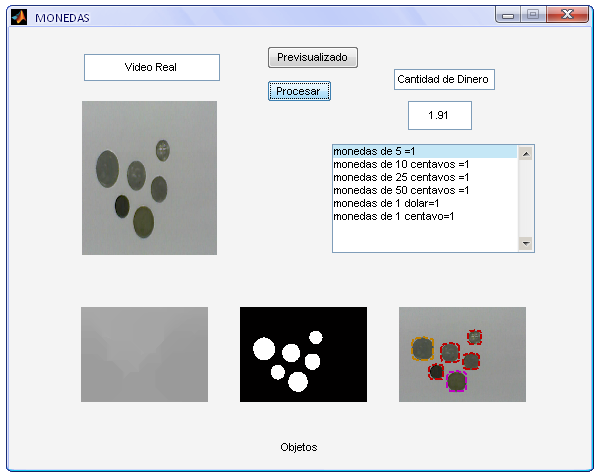 MONEDAS
Video Real
Previsualizado
Procesar
Cantidad de Dinero
1.91
monedas de 5 =1
monedas de 10 centavos =1
monedas de 25 centavos =1
monedas de 50 centavos =1
monedas de 1 dolar=1
monedas de 1 centavo=1
Objetos